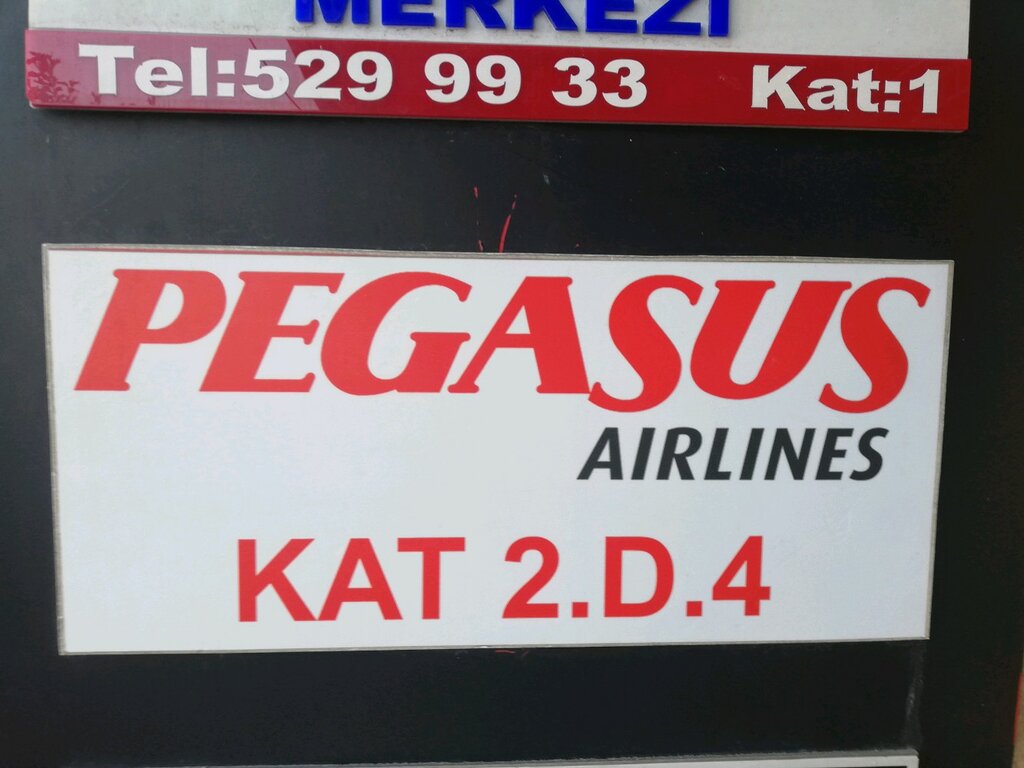 MERKEZİ
Tel:529 99 33 Kat:1
PEGASUS
AIRLINES
KAT 2.D.4